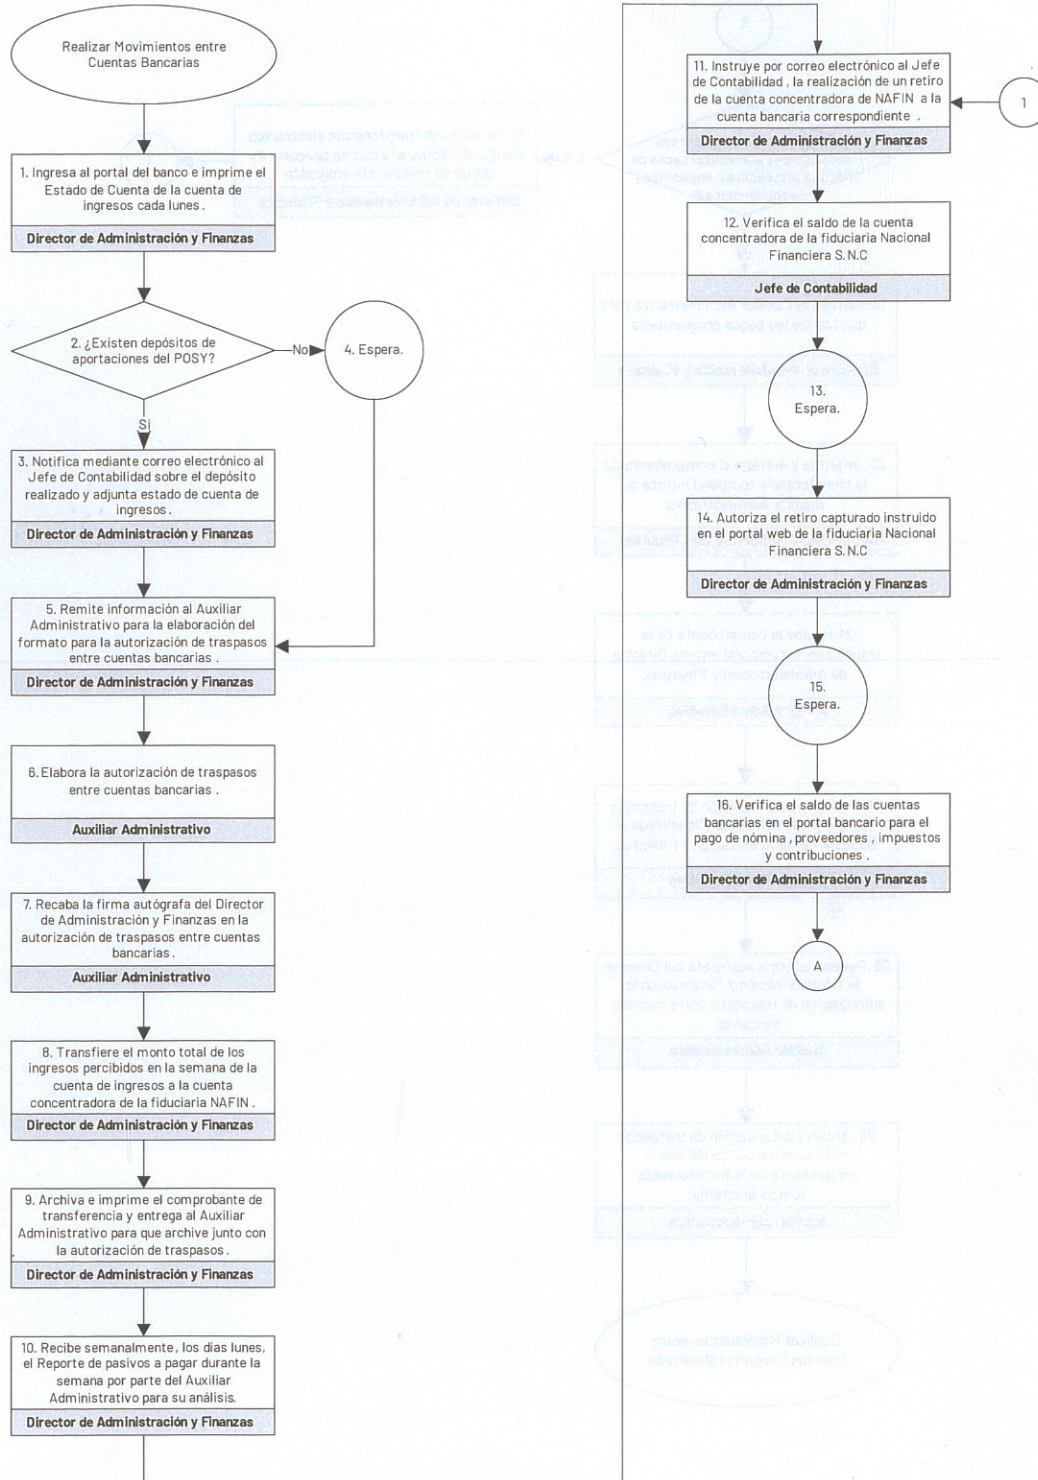 Realizar Movimientos entre
Cuentas Bancarias
1. Ingresa al portal del banco e imprime el
Estado de Cuenta de la cuenta de
ingresos cada lunes.
Director de Administración y Finanzas
2. ¿Existen depósitos de
aportaciones del POSY?
No
4. Espera.
Si
3. Notifica mediante correo electrónico al
Jefe de Contabilidad sobre el depósito
realizado y adjunta estado de cuenta de
ingresos.
Director de Administración y Finanzas
5. Remite información al Auxiliar
Administrativo para la elaboración del
formato para la autorización de traspasos
entre cuentas bancarias.
Director de Administración y Finanzas
6. Elabora la autorización de traspasos
entre cuentas bancarias.
Auxiliar Administrativo
7. Recaba la firma autógrafa del Director
de Administración y Finanzas en la
autorización de traspasos entre cuentas
bancarias.
Auxiliar Administrativo
8. Transfiere el monto total de los
ingresos percibidos en la semana de la
cuenta de ingresos a la cuenta
concentradora de la fiduciaria NAFIN.
Director de Administración y Finanzas
9. Archiva e imprime el comprobante de
transferencia y entrega al Auxiliar
Administrativo para que archive junto con
la autorización de traspasos.
Director de Administración y Finanzas
10. Recibe semanalmente, los días lunes,
el Reporte de pasivos a pagar durante la
semana por parte del Auxiliar
Administrativo para su análisis.
Director de Administración y Finanzas
11. Instruye por correo electrónico al Jefe
de Contabilidad, la realización de un retiro
de la cuenta concentradora de NAFIN a la
cuenta bancaria correspondiente.
Director de Administración y Finanzas
1
12. Verifica el saldo de la cuenta
concentradora de la fiduciaria Nacional
Financiera S.N.C
Jefe de Contabilidad
13.
Espera.
14. Autoriza el retiro capturado instruido
en el portal web de la fiduciaria Nacional
Financiera S.N.C
Director de Administración y Finanzas
15.
Espera.
16. Verifica el saldo de las cuentas
bancarias en el portal bancario para el
pago de nómina, proveedores, impuestos
y contribuciones.
Director de Administración y Finanzas
A